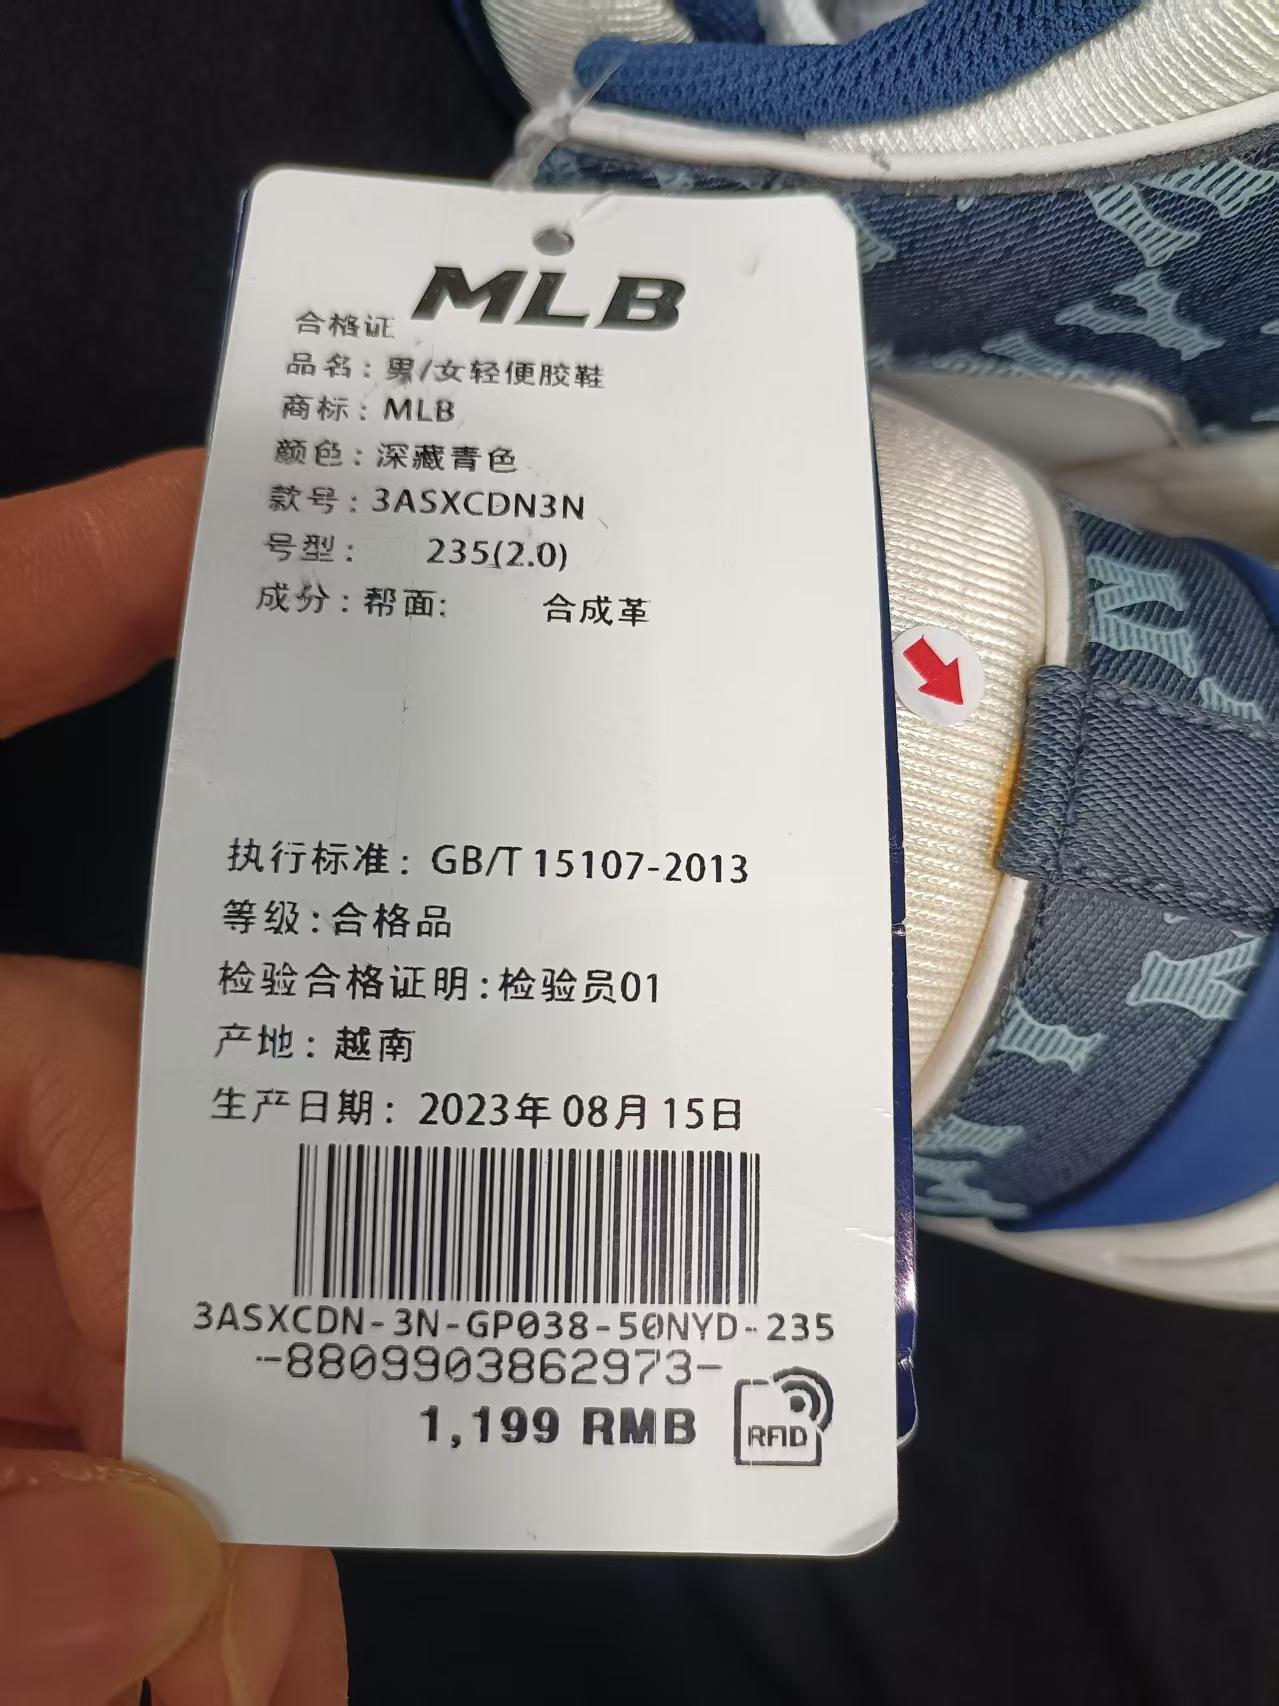 MLB
合格证
品名：男/女轻便胶鞋
商标：MLB
颜色：深藏青色
款号：3ASXCDN3N
号型： 235(2.0)
成分：帮面: 合成革
执行标准：GB/T 15107-2013
等级:合格品
检验合格证明:检验员01
产地：越南
生产日期：2023年 08月 15日
3ASXCDN-3N-GP038-50NYD-235
-8809903862973-
1,199 RMB
RFID